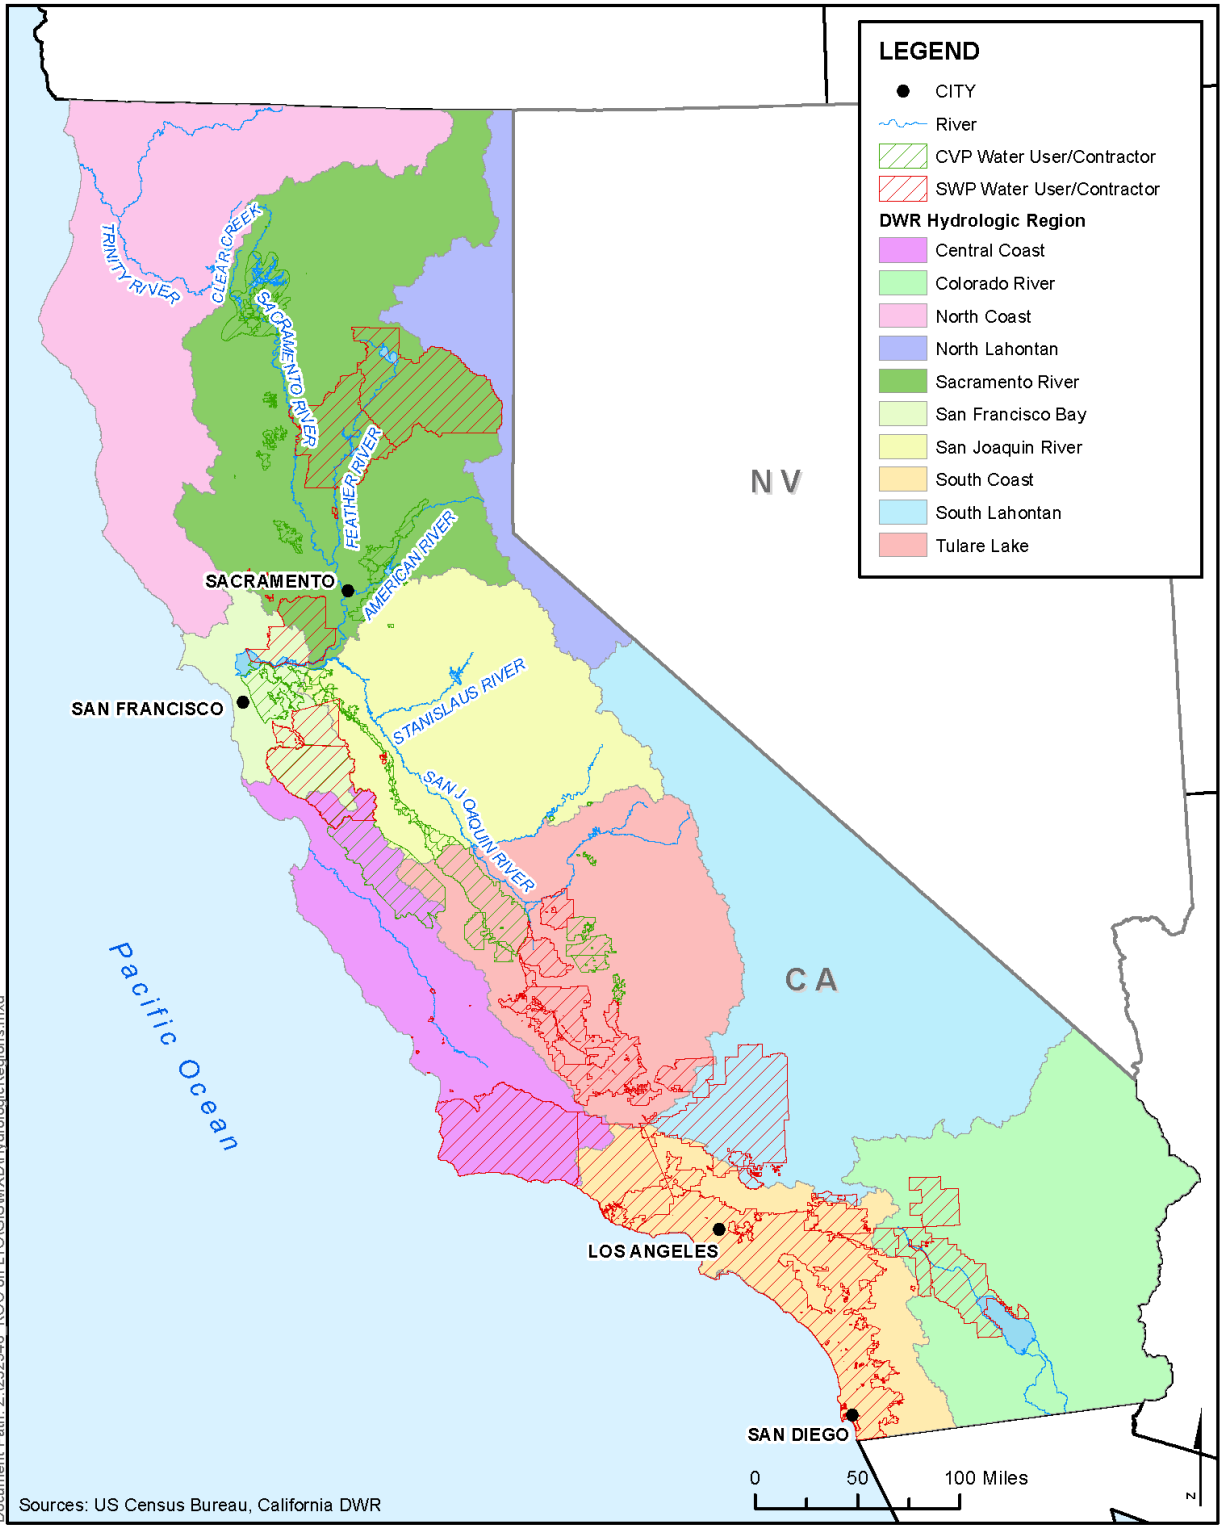 LEGEND
CITY
River
CVP Water User/Contractor
SWP Water User/Contractor
DWR Hydrologic Region
Central Coast
Colorado River
North Coast
North Lahontan
Sacramento River
San Francisco Bay
San Joaquin River
South Coast
South Lahontan
Tulare Lake
TRINITY RIVER
CLEAR CREEK
SACRAMENTO RIVER
FEATHER RIVER
AMERICAN RIVER
NV
SACRAMENTO
SAN FRANCISCO
STANISLAUS RIVER
SAN JOAQUIN RIVER
CA
Pacific Ocean
LOS ANGELES
SAN DIEGO
0 50 100 Miles
N
Sources: US Census Bureau, California DWR